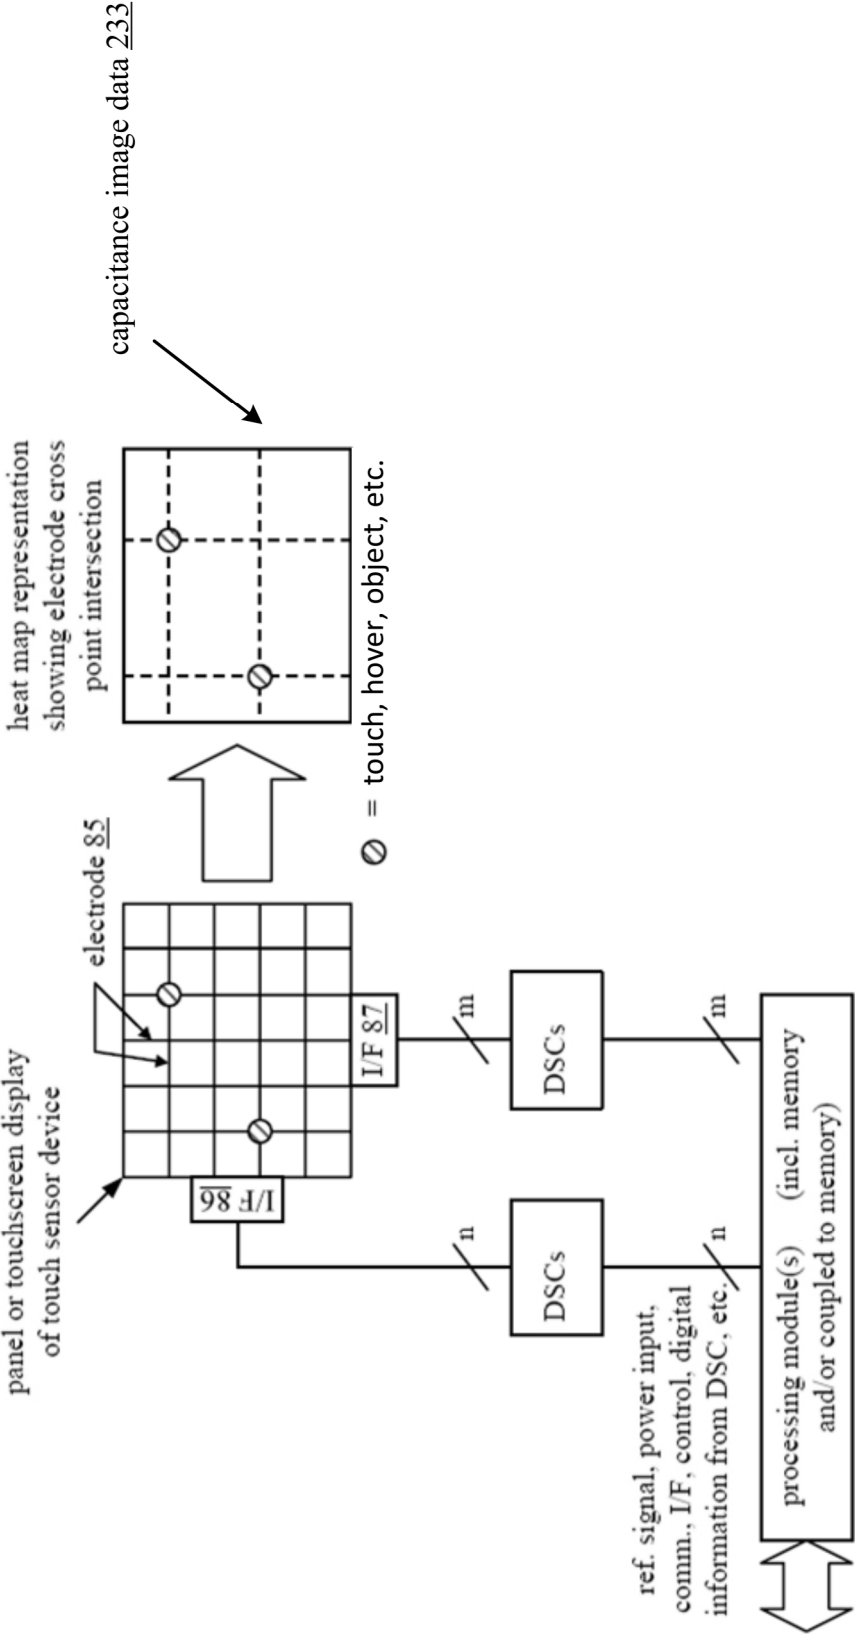 panel or touchscreen display
of touch sensor device
electrode 85
heat map representation
showing electrode cross
point intersection
capacitance image data 233
I/F 86
I/F 87
= touch, hover, object, etc.
n
m
DSCs
DSCs
n
m
ref. signal, power input,
comm., I/F, control, digital
information from DSC, etc.
processing module(s) (incl. memory
and/or coupled to memory)